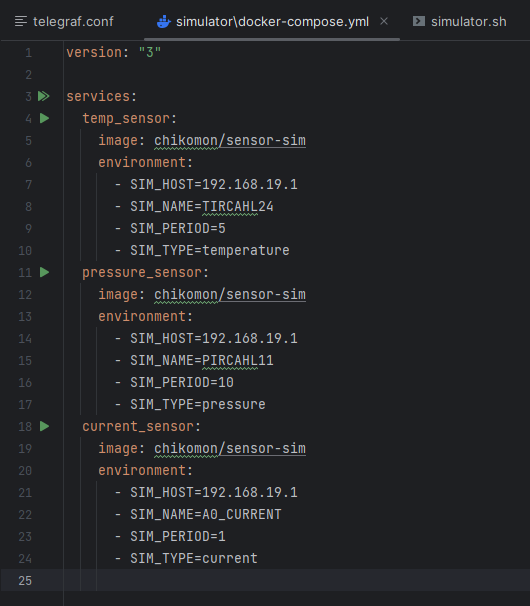 telegraf.conf simulator\docker-compose.yml simulator.sh
1 version: "3"
2
3 services:
4   temp_sensor:
5     image: chikomon/sensor-sim
6     environment:
7       - SIM_HOST=192.168.19.1
8       - SIM_NAME=TIRCAHL24
9       - SIM_PERIOD=5
10       - SIM_TYPE=temperature
11   pressure_sensor:
12     image: chikomon/sensor-sim
13     environment:
14       - SIM_HOST=192.168.19.1
15       - SIM_NAME=PIRCAHL11
16       - SIM_PERIOD=10
17       - SIM_TYPE=pressure
18   current_sensor:
19     image: chikomon/sensor-sim
20     environment:
21       - SIM_HOST=192.168.19.1
22       - SIM_NAME=A0_CURRENT
23       - SIM_PERIOD=1
24       - SIM_TYPE=current
25